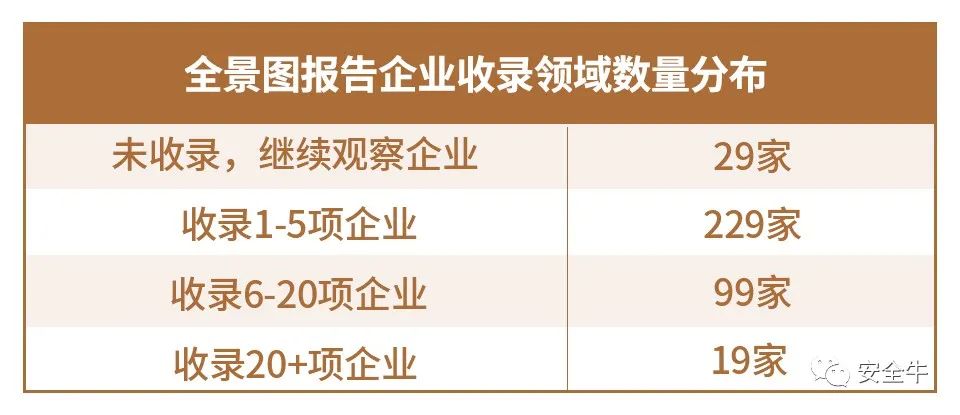 全景图报告企业收录领域数量分布
未收录，继续观察企业 29家
收录1-5项企业 229家
收录6-20项企业 99家
收录20+项企业 19家
安全牛